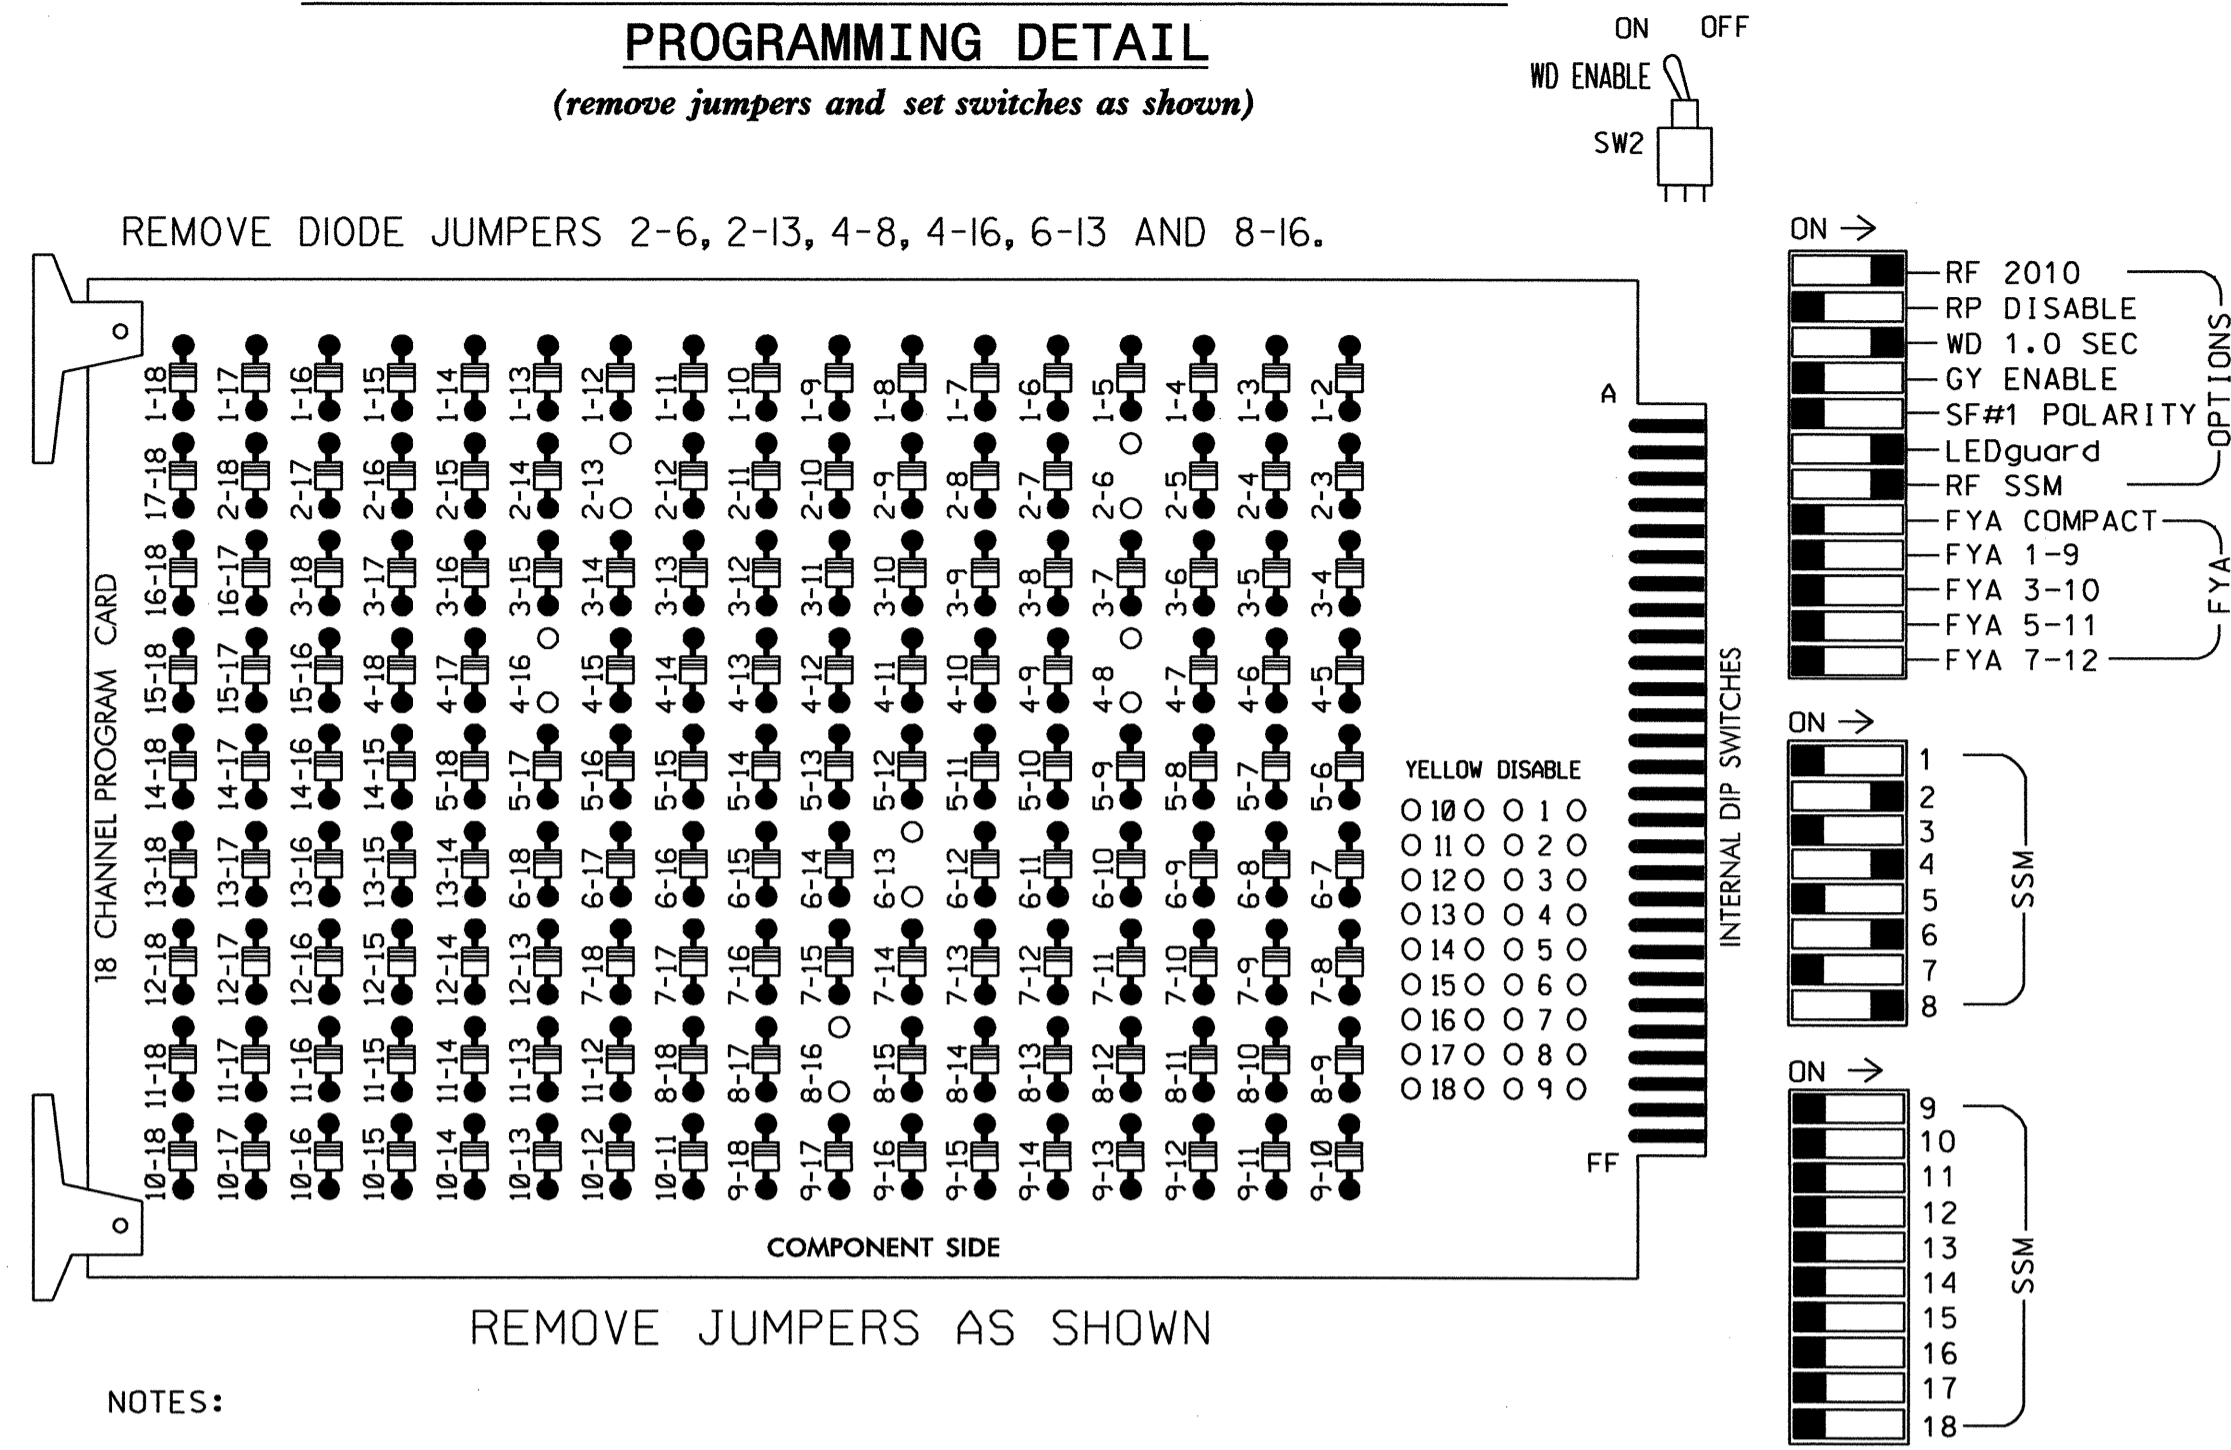 PROGRAMMING DETAIL
(remove jumpers and set switches as shown)
ON OFF
WD ENABLE
SW2
REMOVE DIODE JUMPERS 2-6, 2-13, 4-8, 4-16, 6-13 AND 8-16.
18 CHANNEL PROGRAM CARD
1-18 1-17 1-16 1-15 1-14 1-13 1-12 1-11 1-10 1-9 1-8 1-7 1-6 1-5 1-4 1-3 1-2
17-18 2-18 2-17 2-16 2-15 2-14 2-13 2-12 2-11 2-10 2-9 2-8 2-7 2-6 2-5 2-4 2-3
16-18 16-17 3-18 3-17 3-16 3-15 3-14 3-13 3-12 3-11 3-10 3-9 3-8 3-7 3-6 3-5 3-4
15-18 15-17 15-16 4-18 4-17 4-16 4-15 4-14 4-13 4-12 4-11 4-10 4-9 4-8 4-7 4-6 4-5
14-18 14-17 14-16 14-15 5-18 5-17 5-16 5-15 5-14 5-13 5-12 5-11 5-10 5-9 5-8 5-7 5-6
13-18 13-17 13-16 13-15 13-14 6-18 6-17 6-16 6-15 6-14 6-13 6-12 6-11 6-10 6-9 6-8 6-7
12-18 12-17 12-16 12-15 12-14 12-13 7-18 7-17 7-16 7-15 7-14 7-13 7-12 7-11 7-10 7-9 7-8
11-18 11-17 11-16 11-15 11-14 11-13 11-12 8-18 8-17 8-16 8-15 8-14 8-13 8-12 8-11 8-10 8-9
10-18 10-17 10-16 10-15 10-14 10-13 10-12 10-11 9-18 9-17 9-16 9-15 9-14 9-13 9-12 9-11 9-10
A
YELLOW DISABLE
10 1
11 2
12 3
13 4
14 5
15 6
16 7
17 8
18 9
FF
COMPONENT SIDE
INTERNAL DIP SWITCHES
REMOVE JUMPERS AS SHOWN
NOTES:
ON →
RF 2010
RP DISABLE
WD 1.0 SEC
GY ENABLE
SF#1 POLARITY
LEDguard
RF SSM
OPTIONS
FYA COMPACT
FYA 1-9
FYA 3-10
FYA 5-11
FYA 7-12
FYA
ON →
1
2
3
4
5
6
7
8
SSM
ON →
9
10
11
12
13
14
15
16
17
18
SSM